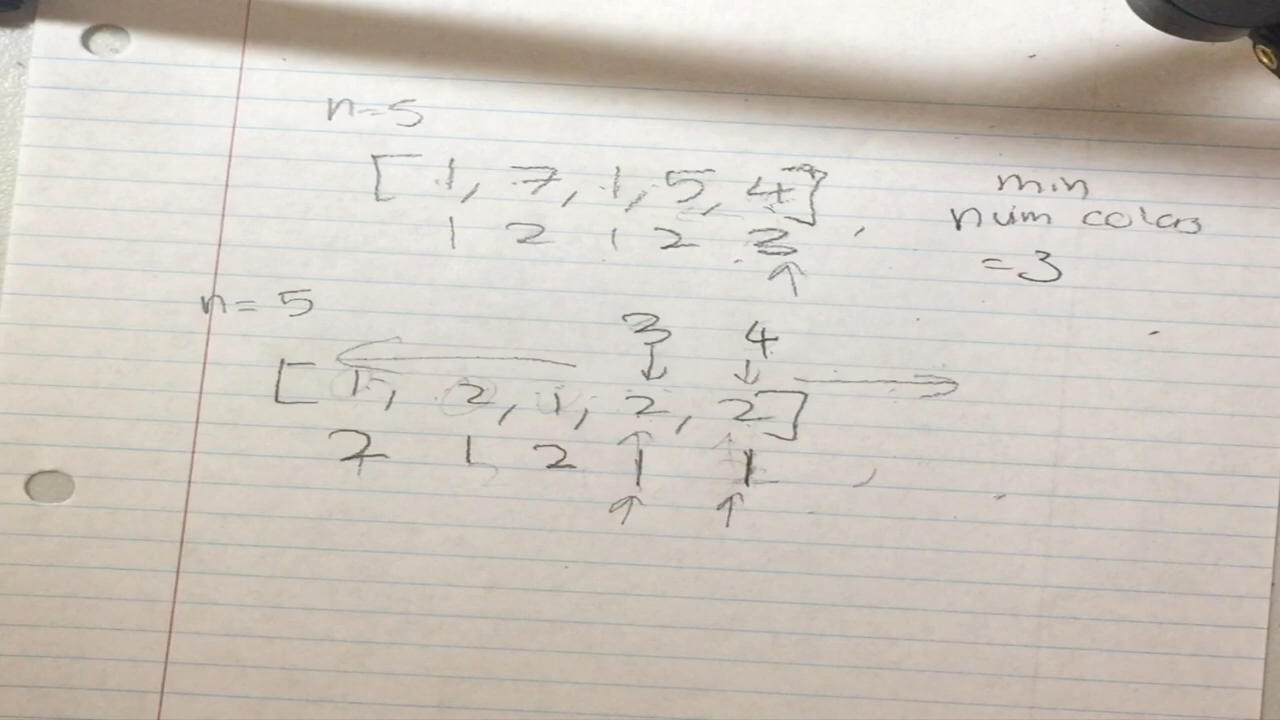 n=5
[1, 7, 1, 5, 4]
1 2 1 2 3
min
num colors
=3
n=5
3 4
[1, 2, 1, 2, 2]
2 1 2 1 1